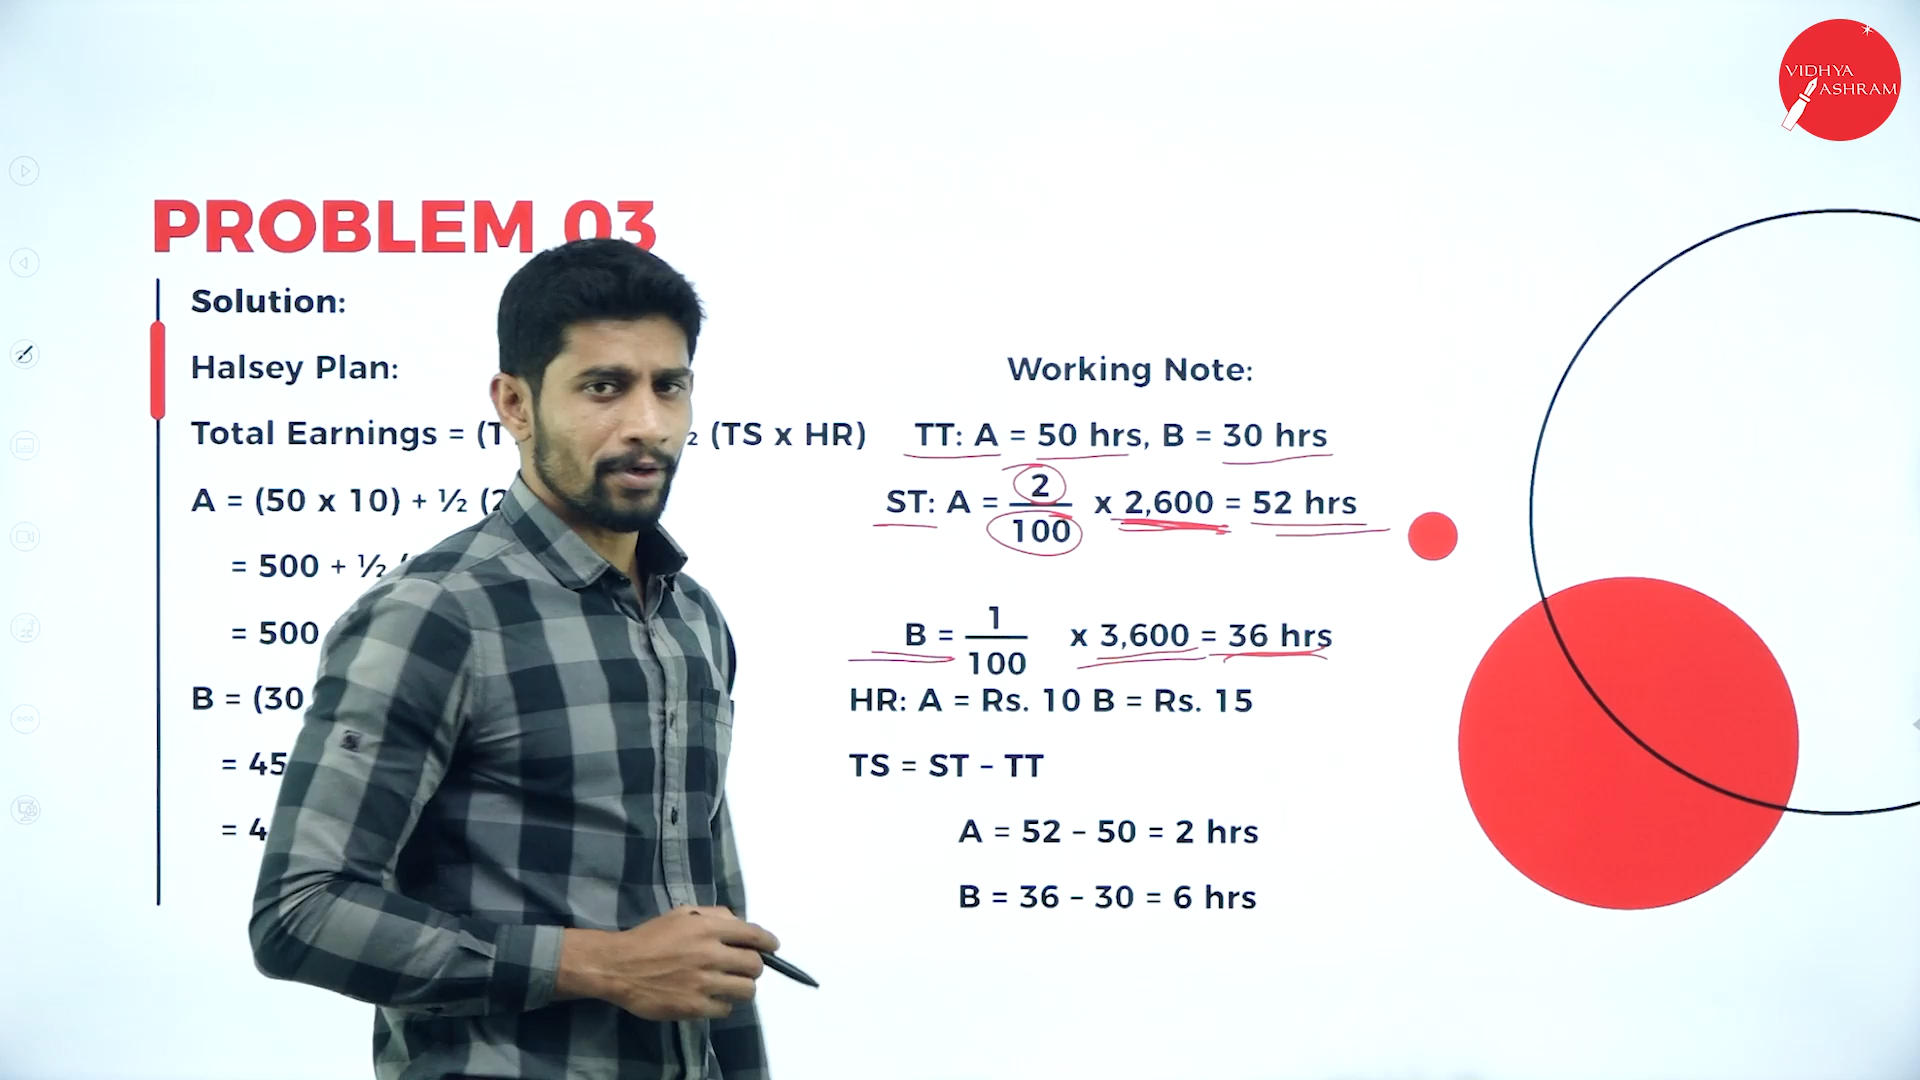 VIDHYA
ASHRAM
PROBLEM 03
Solution:
Halsey Plan:
Total Earnings = (T ½ (TS x HR)
A = (50 x 10) + ½ (2
= 500 + ½
= 500
B = (30
= 45
= 4
Working Note:
TT: A = 50 hrs, B = 30 hrs
ST: A = 2/100 x 2,600 = 52 hrs
B = 1/100 x 3,600 = 36 hrs
HR: A = Rs. 10 B = Rs. 15
TS = ST – TT
A = 52 – 50 = 2 hrs
B = 36 – 30 = 6 hrs